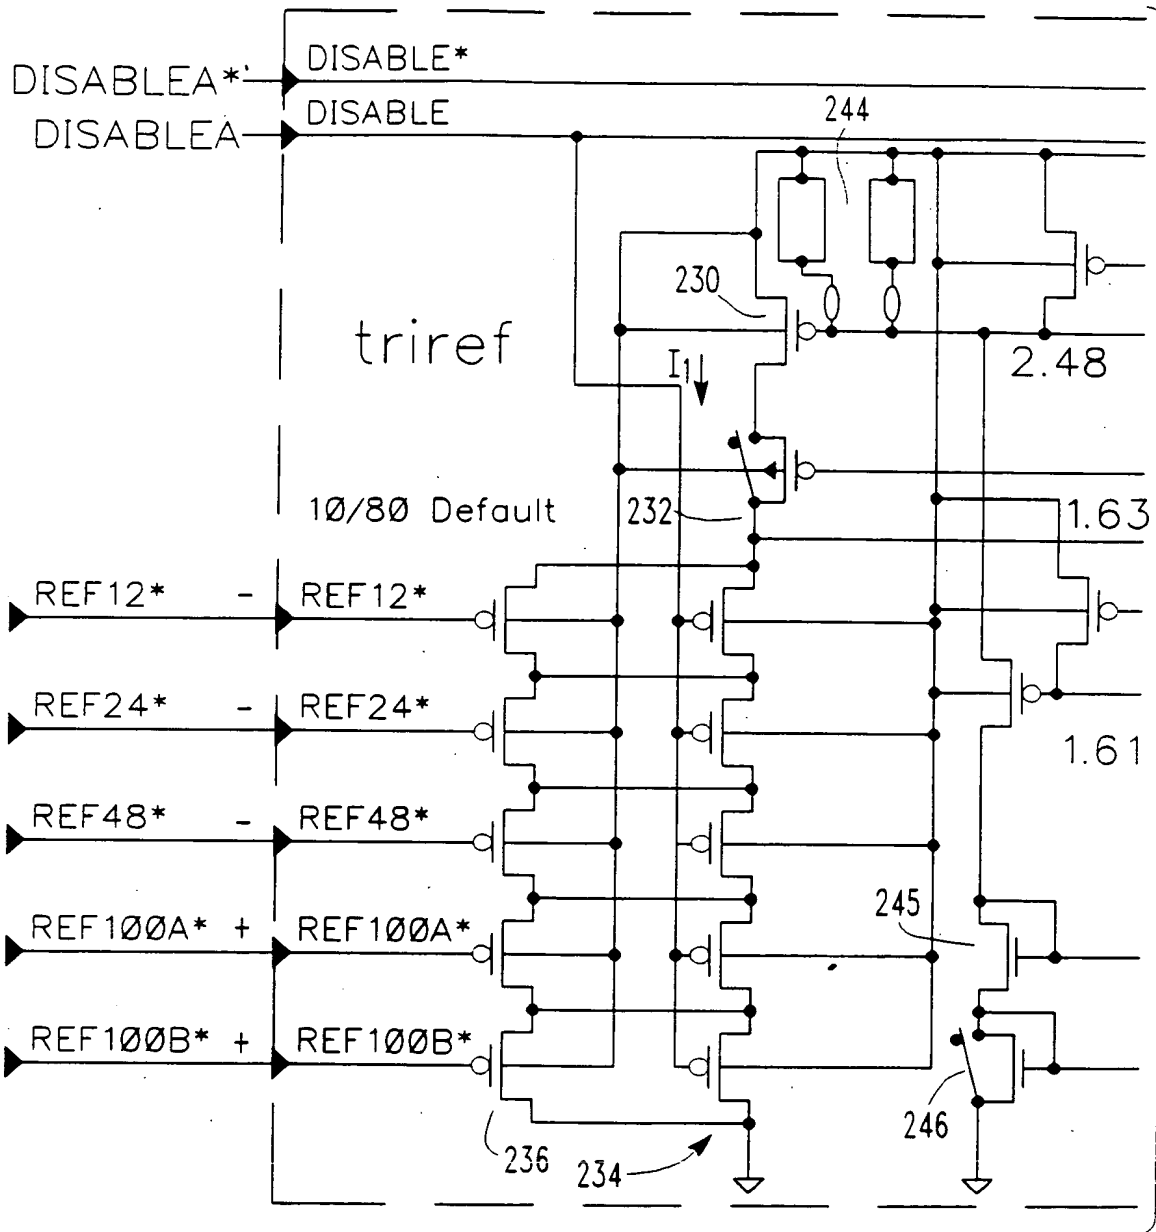 DISABLEA*
DISABLE*
DISABLEA
DISABLE
244
230
triref
I1
2.48
10/80 Default
232
1.63
REF12* -
REF12*
REF24* -
REF24*
1.61
REF48* -
REF48*
245
REF100A* +
REF100A*
REF100B* +
REF100B*
246
236
234